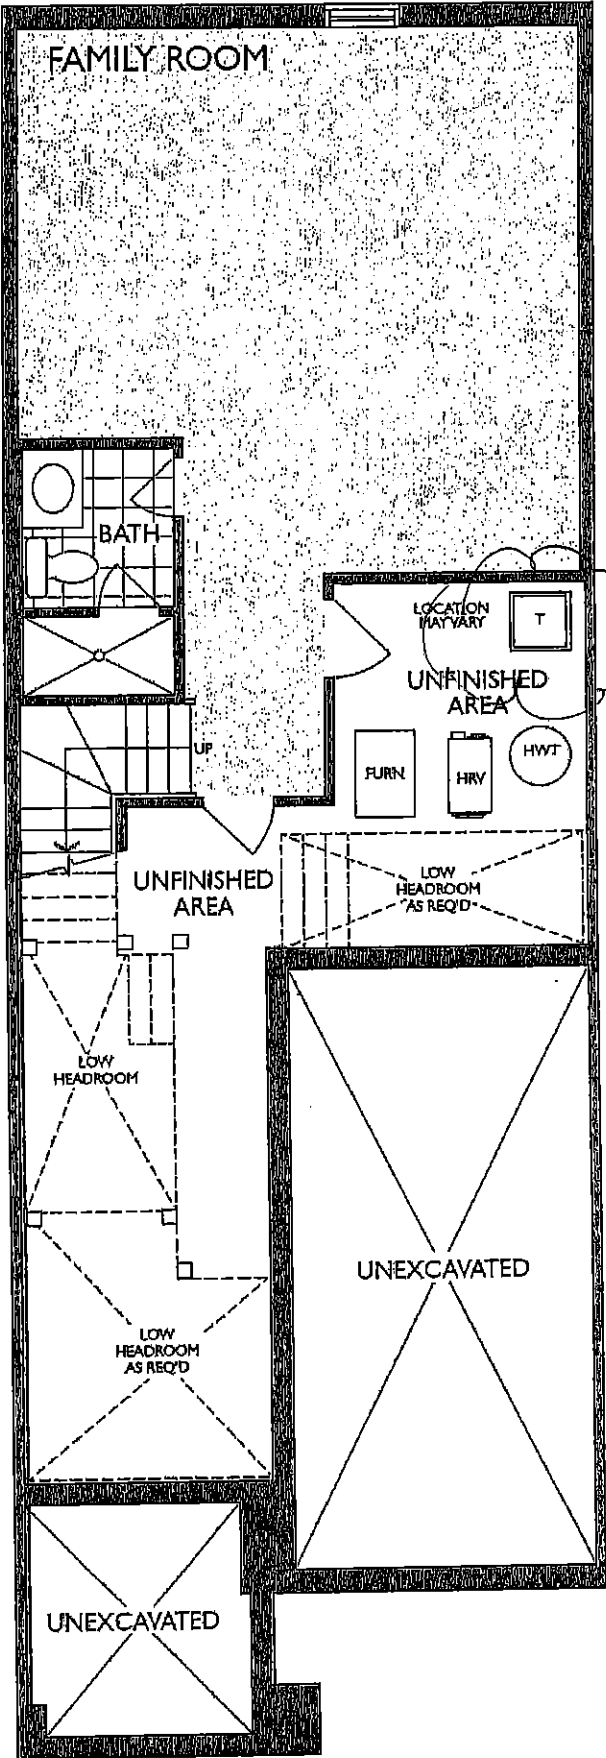 FAMILY ROOM
BATH
LOCATION
MAY VARY
T
UNFINISHED
AREA
UP
FURN
HRV
HWT
UNFINISHED
AREA
LOW
HEADROOM
AS REQ'D
LOW
HEADROOM
UNEXCAVATED
LOW
HEADROOM
AS REQ'D
UNEXCAVATED